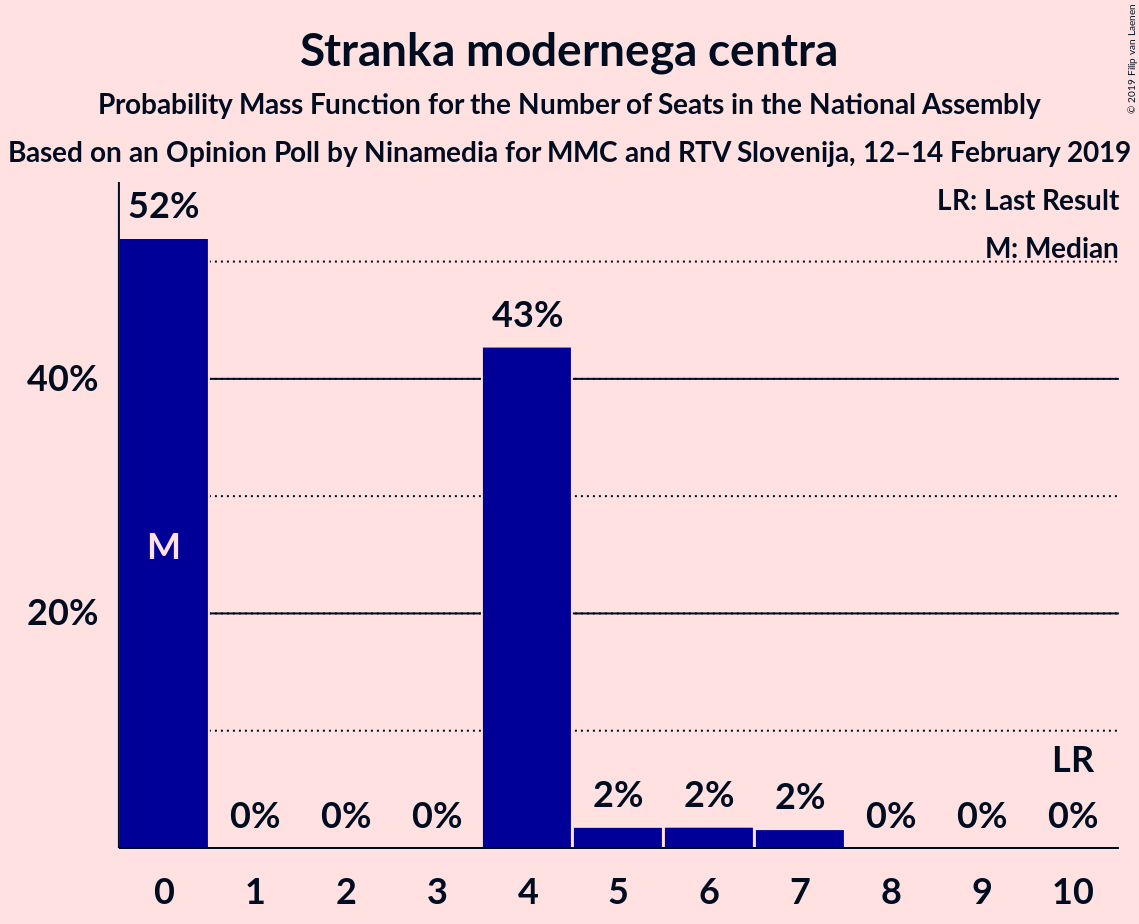 Stranka modernega centra
Probability Mass Function for the Number of Seats in the National Assembly
Based on an Opinion Poll by Ninamedia for MMC and RTV Slovenija, 12–14 February 2019
© 2019 Filip van Laenen
LR: Last Result
M: Median
52%
43%
40%
M
20%
LR
0% 0% 0% 2% 2% 2% 0% 0% 0%
0 1 2 3 4 5 6 7 8 9 10